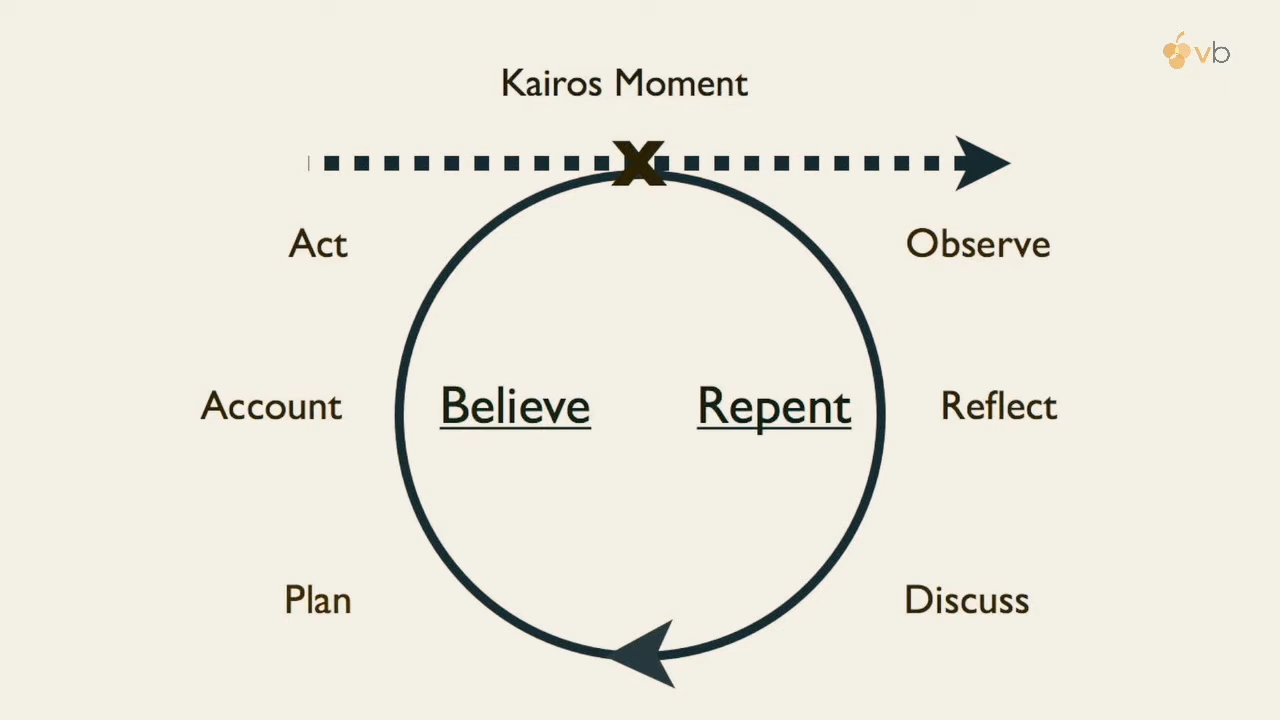 vb
Kairos Moment
X
Act
Observe
Account
Believe
Repent
Reflect
Plan
Discuss